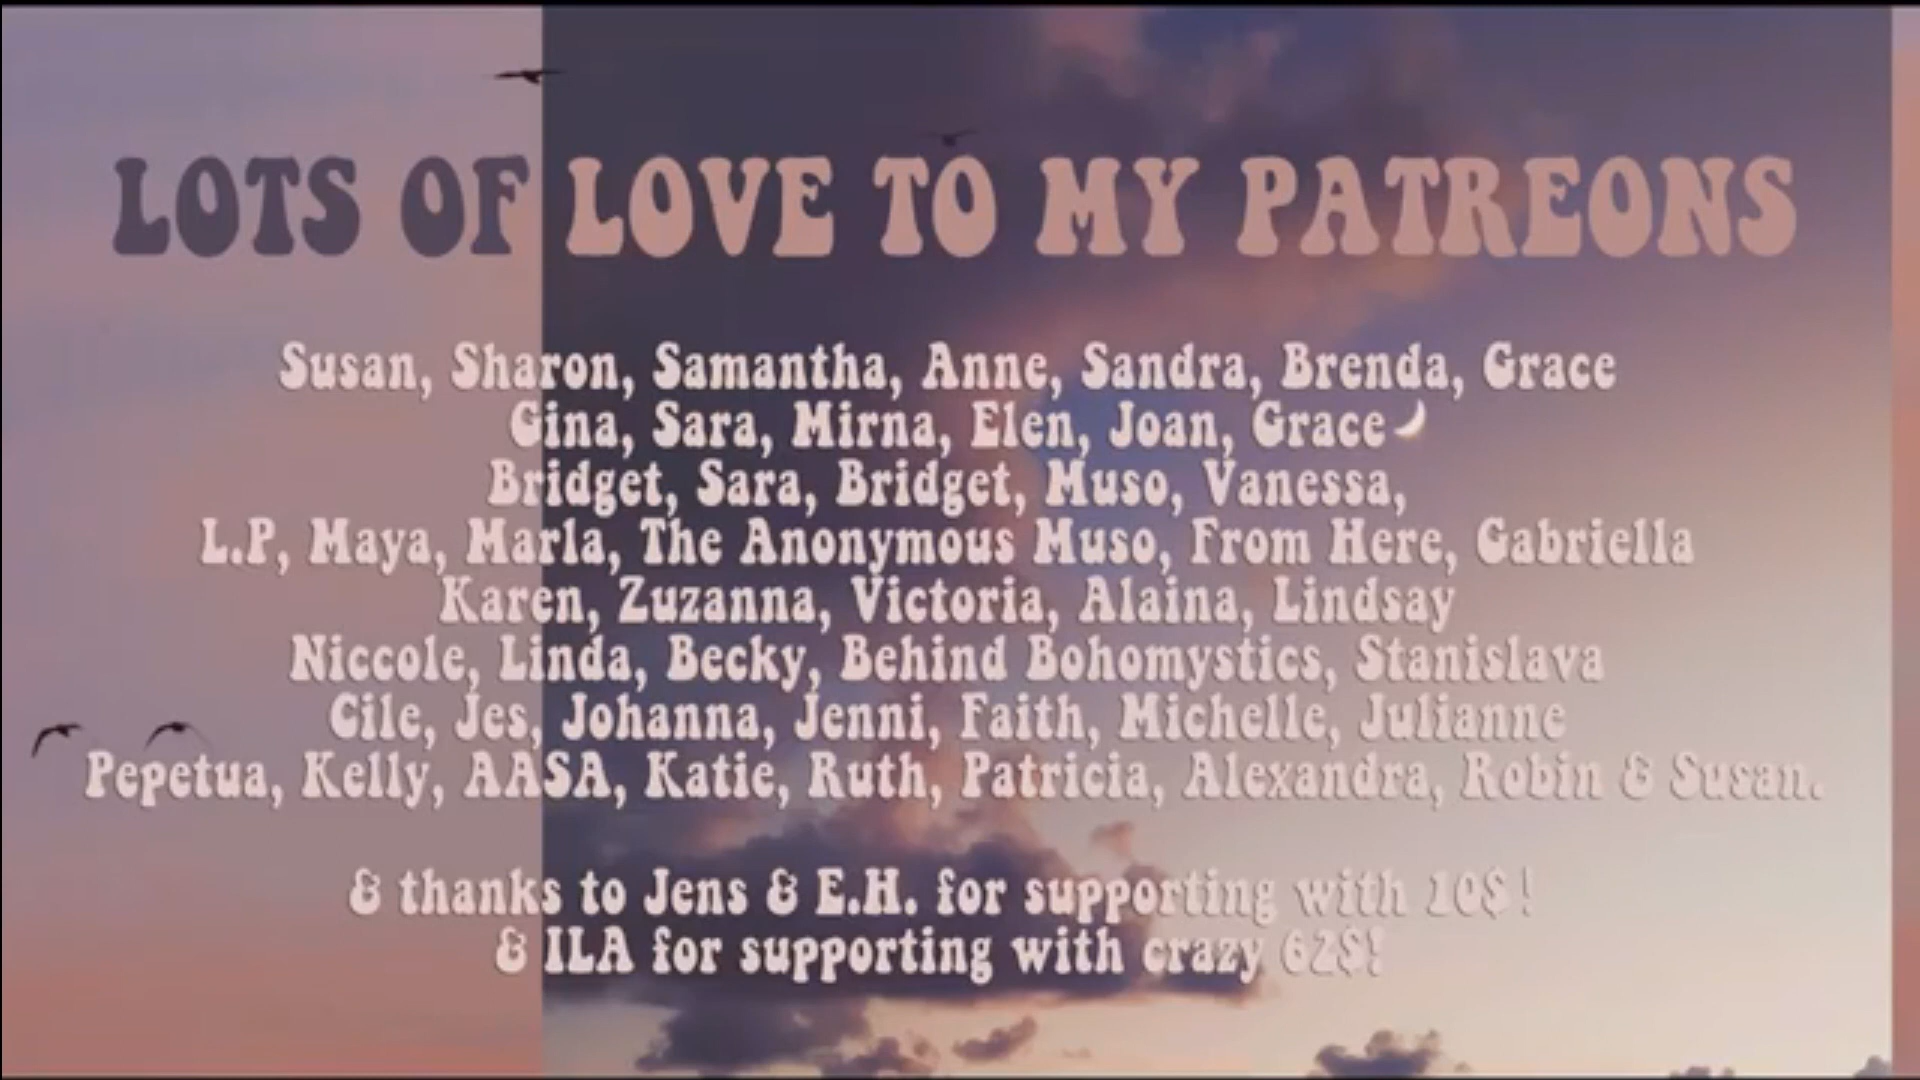 LOTS OF LOVE TO MY PATREONS
Susan, Sharon, Samantha, Anne, Sandra, Brenda, Grace
Gina, Sara, Mirna, Elen, Joan, Grace🌙
Bridget, Sara, Bridget, Muso, Vanessa,
L.P, Maya, Marla, The Anonymous Muso, From Here, Gabriella
Karen, Zuzanna, Victoria, Alaina, Lindsay
Niccole, Linda, Becky, Behind Bohomystics, Stanislava
Cile, Jes, Johanna, Jenni, Faith, Michelle, Julianne
Pepetua, Kelly, AASA, Katie, Ruth, Patricia, Alexandra, Robin & Susan.
& thanks to Jens & E.H. for supporting with 10$ !
& ILA for supporting with crazy 62$!